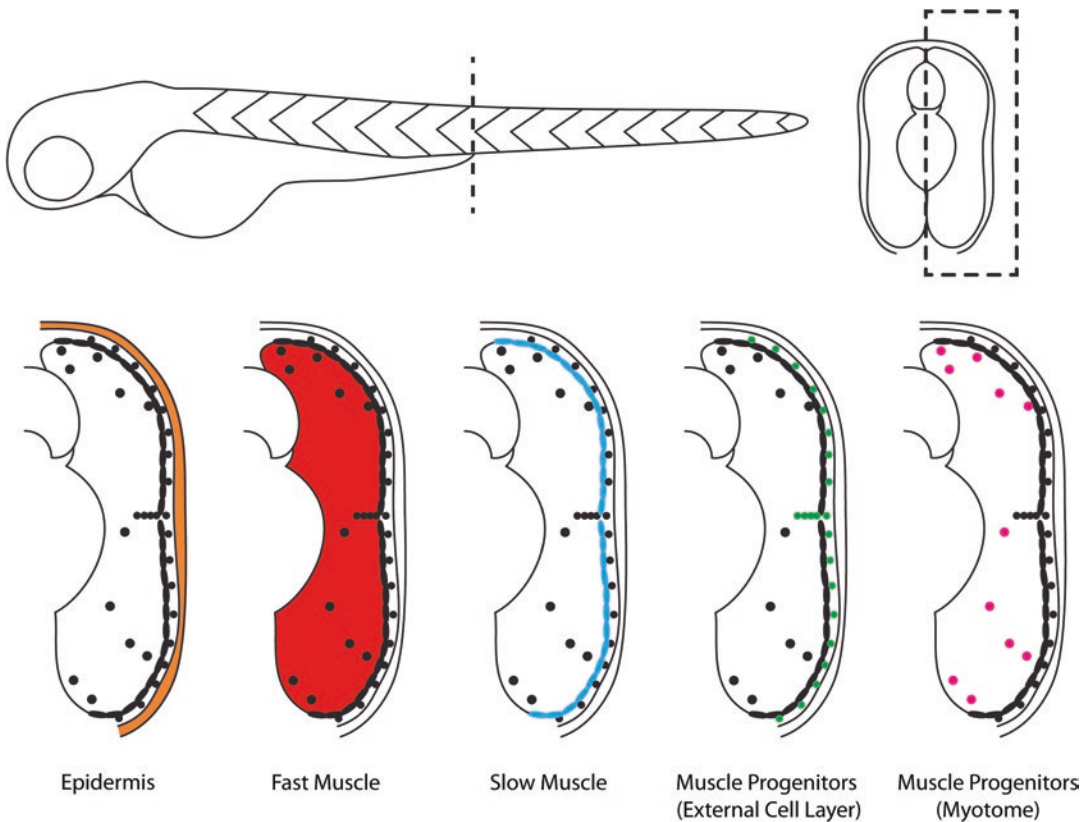 Epidermis
Fast Muscle
Slow Muscle
Muscle Progenitors
(External Cell Layer)
Muscle Progenitors
(Myotome)